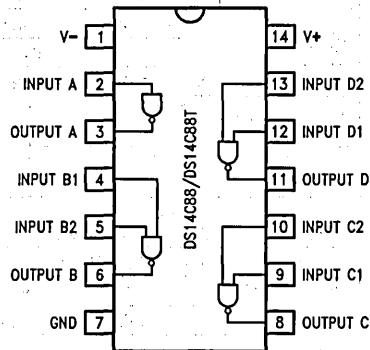 V- 1
INPUT A 2
OUTPUT A 3
INPUT B1 4
INPUT B2 5
OUTPUT B 6
GND 7
DS14C88/DS14C88T
14 V+
13 INPUT D2
12 INPUT D1
11 OUTPUT D
10 INPUT C2
9 INPUT C1
8 OUTPUT C